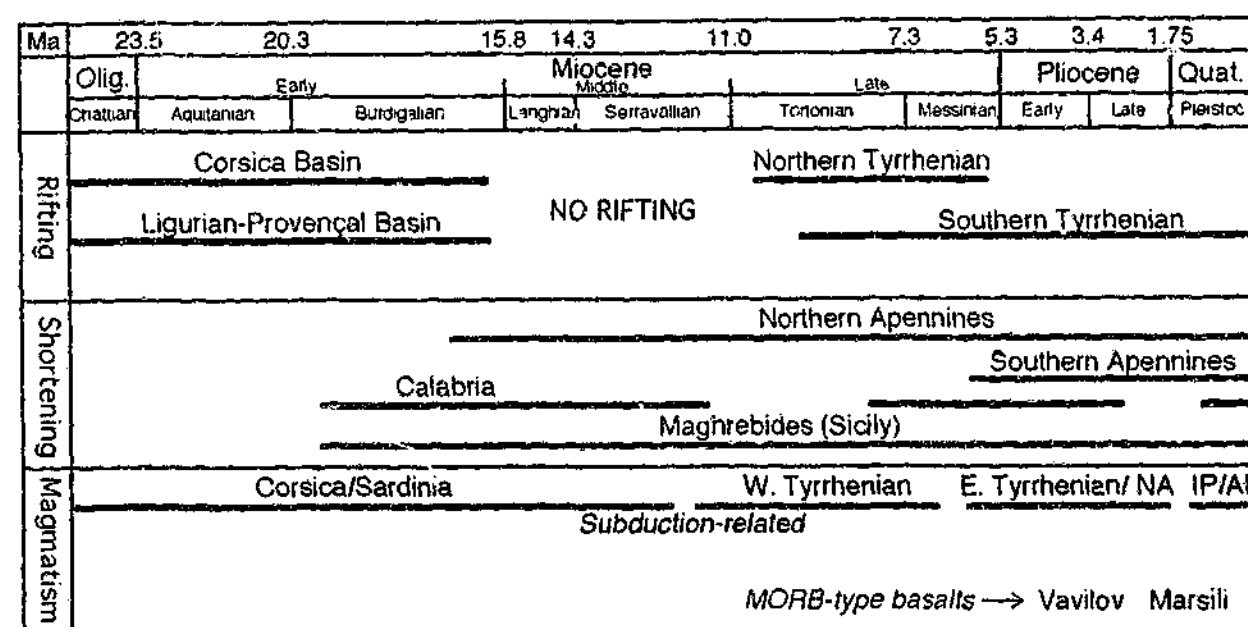 Ma 23.5 20.3 15.8 14.3 11.0 7.3 5.3 3.4 1.75
Olig. Miocene Pliocene Quat.
Early Middle Late
Chattian Aquitanian Burdigalian Langhian Serravallian Tortonian Messinian Early Late Pleistoc
Rifting
Corsica Basin Northern Tyrrhenian
NO RIFTING
Ligurian-Provençal Basin Southern Tyrrhenian
Shortening
Northern Apennines
Southern Apennines
Calabria
Maghrebides (Sicily)
Magmatism
Corsica/Sardinia W. Tyrrhenian E. Tyrrhenian/ NA
Subduction-related
MORB-type basalts → Vavilov Marsili